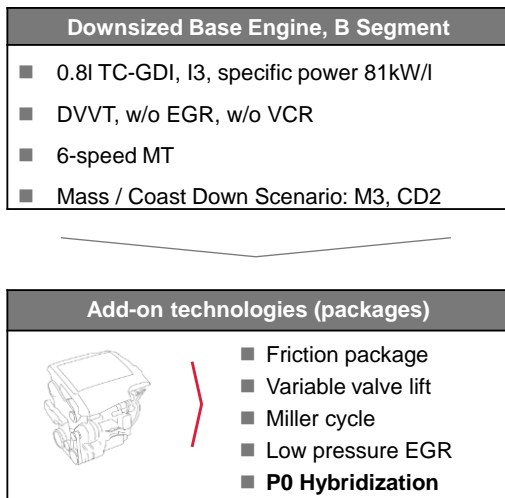 Downsized Base Engine, B Segment
■ 0.8l TC-GDI, I3, specific power 81kW/l
■ DVVT, w/o EGR, w/o VCR
■ 6-speed MT
■ Mass / Coast Down Scenario: M3, CD2
Add-on technologies (packages)
■ Friction package
■ Variable valve lift
■ Miller cycle
■ Low pressure EGR
■ P0 Hybridization